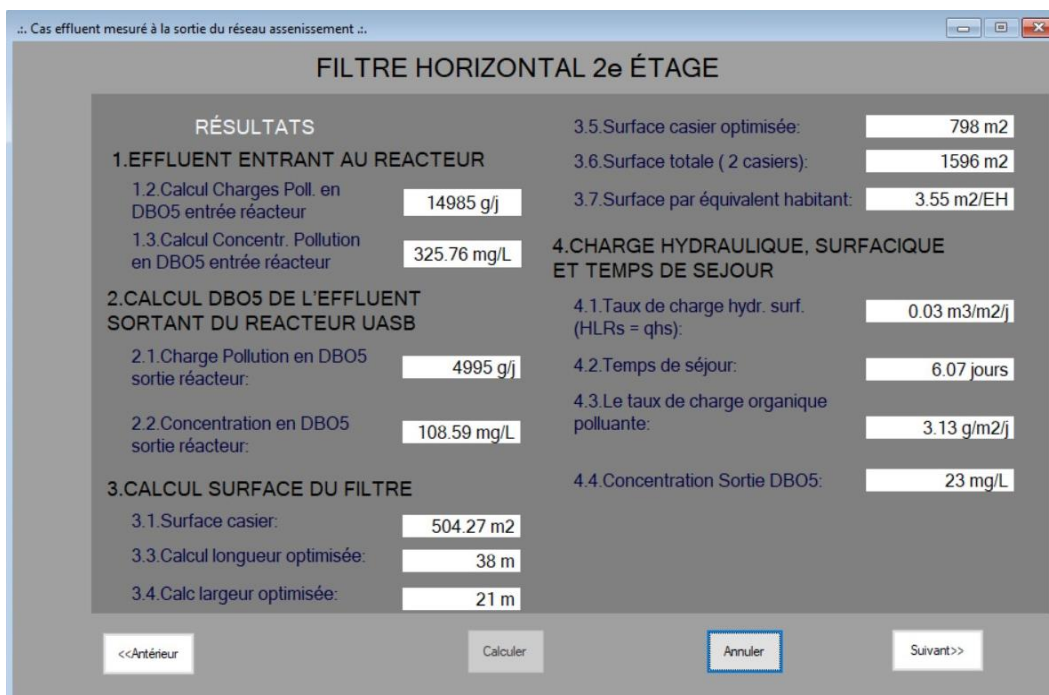 .:. Cas effluent mesuré à la sortie du réseau assenissement .:.
FILTRE HORIZONTAL 2e ÉTAGE
RÉSULTATS
1.EFFLUENT ENTRANT AU REACTEUR
1.2.Calcul Charges Poll. en
DBO5 entrée réacteur
14985 g/j
1.3.Calcul Concentr. Pollution
en DBO5 entrée réacteur
325.76 mg/L
2.CALCUL DBO5 DE L'EFFLUENT
SORTANT DU REACTEUR UASB
2.1.Charge Pollution en DBO5
sortie réacteur:
4995 g/j
2.2.Concentration en DBO5
sortie réacteur:
108.59 mg/L
3.CALCUL SURFACE DU FILTRE
3.1.Surface casier:
504.27 m2
3.3.Calcul longueur optimisée:
38 m
3.4.Calc largeur optimisée:
21 m
3.5.Surface casier optimisée:
798 m2
3.6.Surface totale ( 2 casiers):
1596 m2
3.7.Surface par équivalent habitant:
3.55 m2/EH
4.CHARGE HYDRAULIQUE, SURFACIQUE
ET TEMPS DE SEJOUR
4.1.Taux de charge hydr. surf.
(HLRs = qhs):
0.03 m3/m2/j
4.2.Temps de séjour:
6.07 jours
4.3.Le taux de charge organique
polluante:
3.13 g/m2/j
4.4.Concentration Sortie DBO5:
23 mg/L
<<Antérieur
Calculer
Annuler
Suivant>>